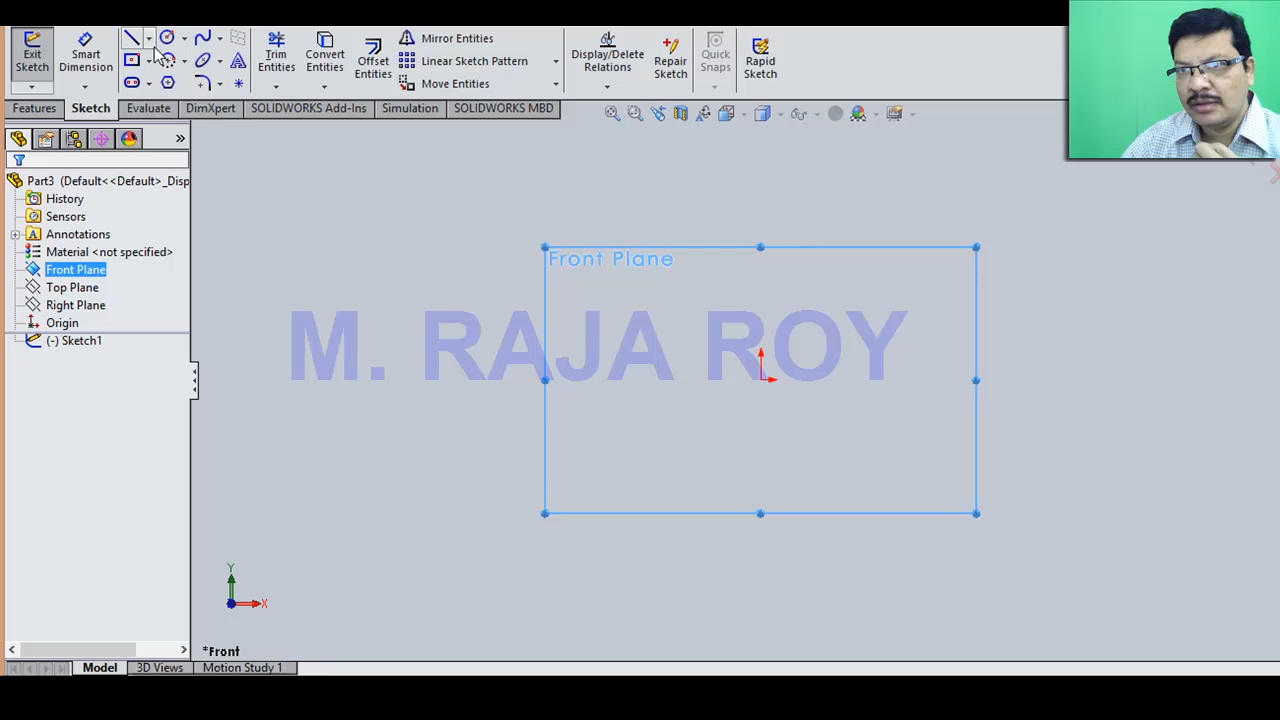 Exit Sketch
Smart Dimension
Trim Entities
Convert Entities
Offset Entities
Mirror Entities
Linear Sketch Pattern
Move Entities
Display/Delete Relations
Repair Sketch
Quick Snaps
Rapid Sketch
Features
Sketch
Evaluate
DimXpert
SOLIDWORKS Add-Ins
Simulation
SOLIDWORKS MBD
»
Part3 (Default<<Default>_Disp
History
Sensors
A Annotations
Material <not specified>
Front Plane
Top Plane
Right Plane
Origin
(-) Sketch1
Front Plane
M. RAJA ROY
Y
X
*Front
Model
3D Views
Motion Study 1